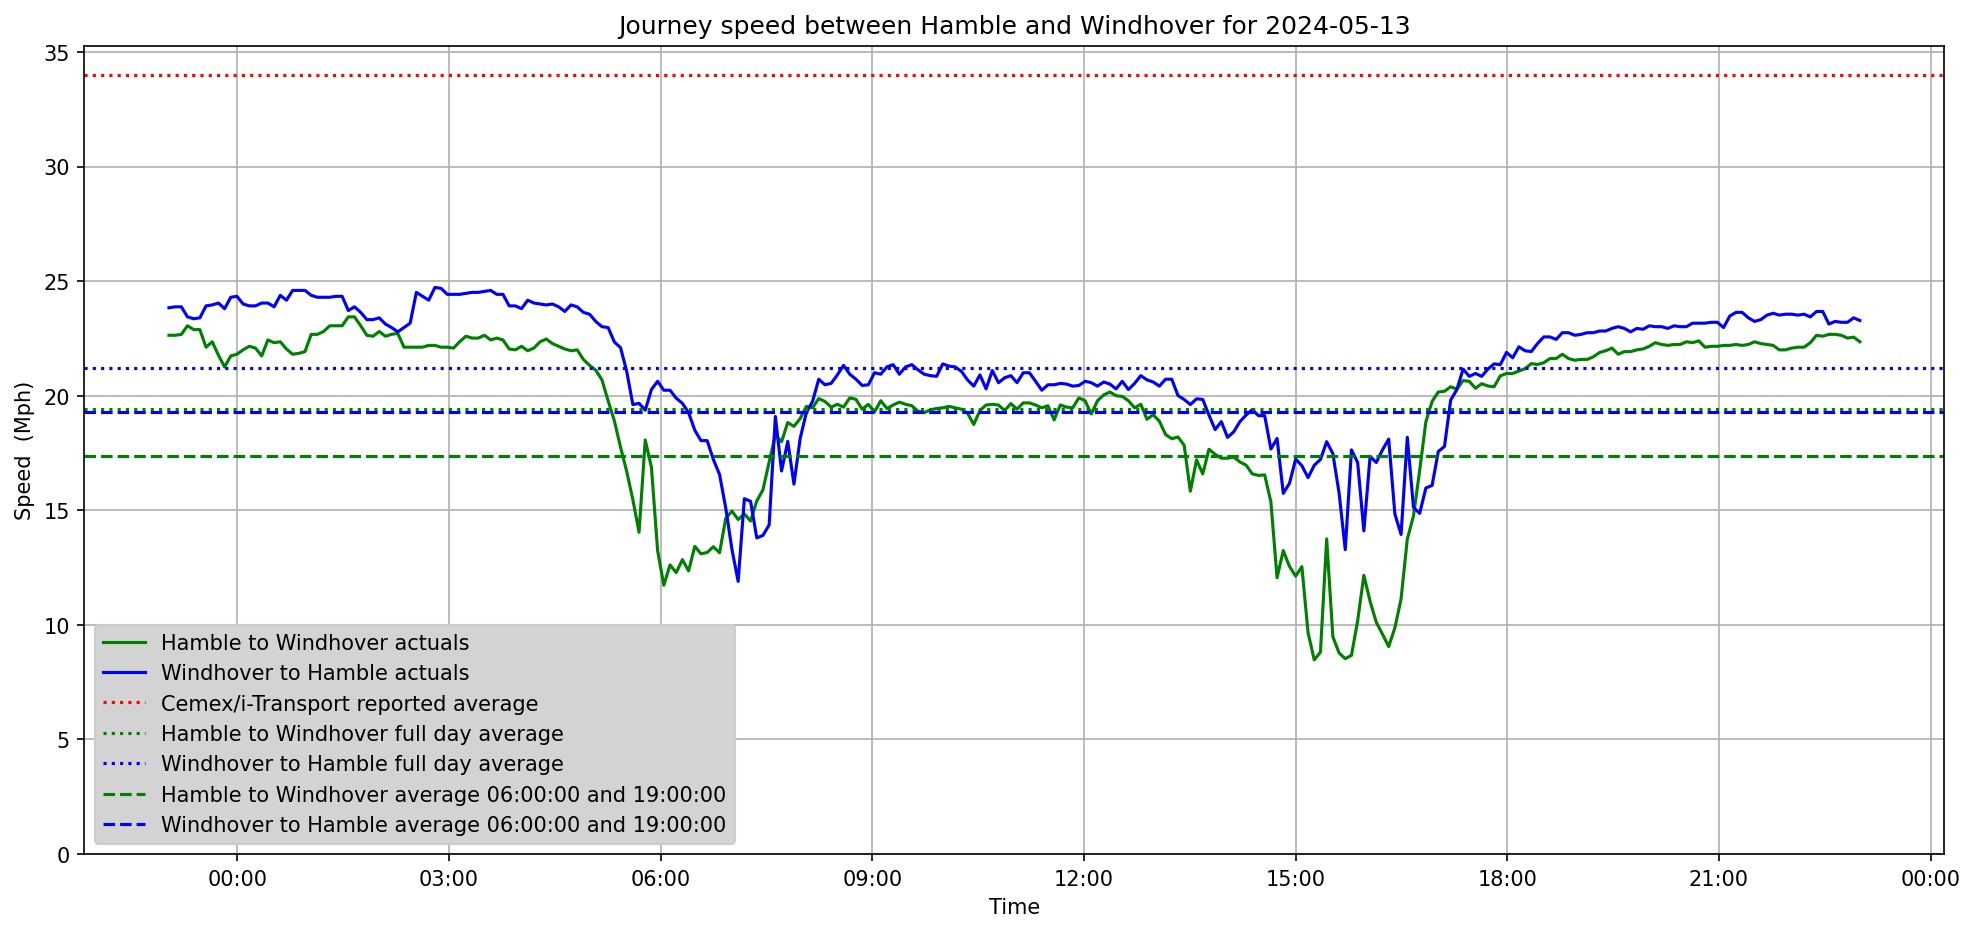 Journey speed between Hamble and Windhover for 2024-05-13
35
30
25
20
15
10
5
0
Speed (Mph)
Hamble to Windhover actuals
Windhover to Hamble actuals
Cemex/i-Transport reported average
Hamble to Windhover full day average
Windhover to Hamble full day average
Hamble to Windhover average 06:00:00 and 19:00:00
Windhover to Hamble average 06:00:00 and 19:00:00
00:00 03:00 06:00 09:00 12:00 15:00 18:00 21:00 00:00
Time